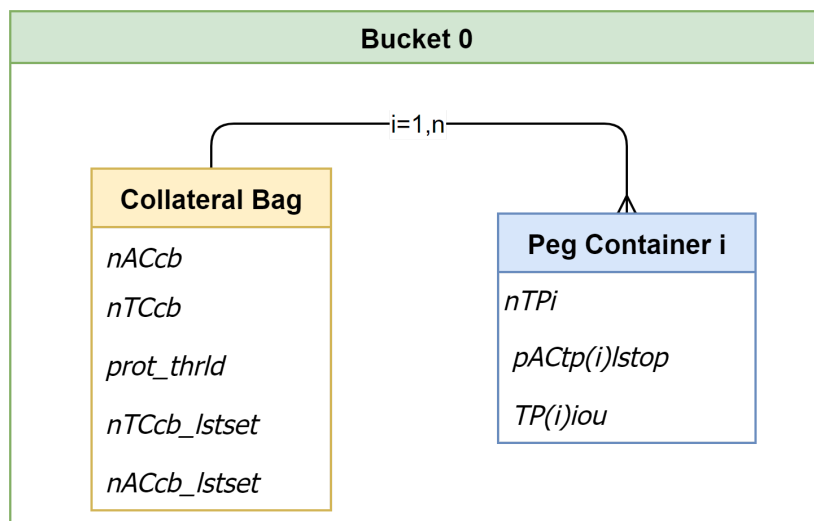 Bucket 0
i=1,n
Collateral Bag
nACcb
nTCcb
prot_thrld
nTCcb_lstset
nACcb_lstset
Peg Container i
nTPi
pACtp(i)lstop
TP(i)iou